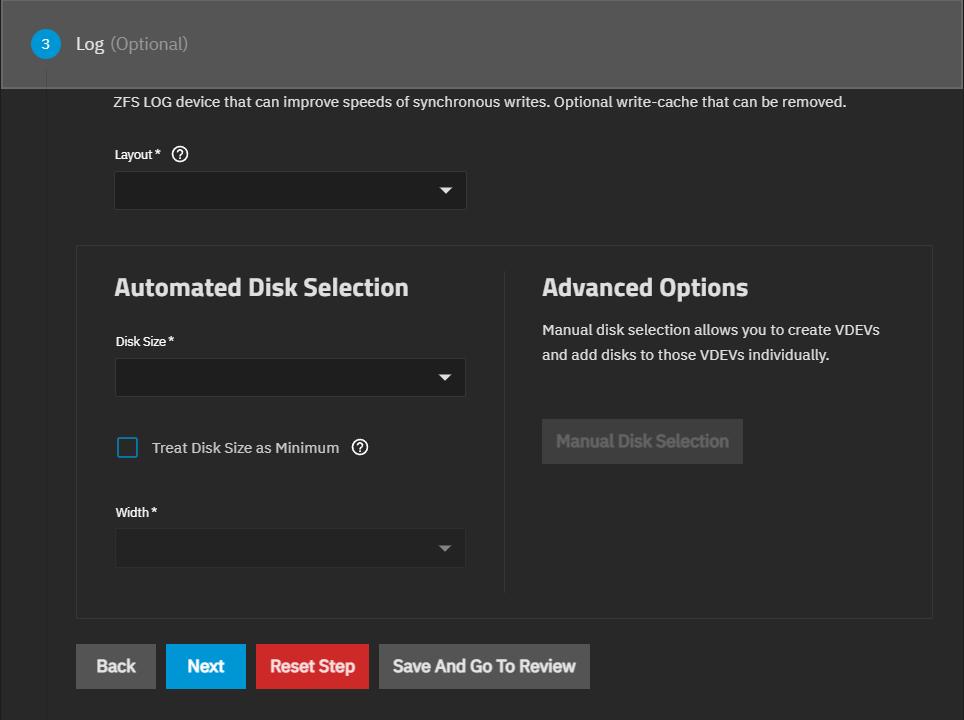 3
Log (Optional)
ZFS LOG device that can improve speeds of synchronous writes. Optional write-cache that can be removed.
Layout *
Automated Disk Selection
Disk Size *
Treat Disk Size as Minimum
Width *
Advanced Options
Manual disk selection allows you to create VDEVs
and add disks to those VDEVs individually.
Manual Disk Selection
Back
Next
Reset Step
Save And Go To Review